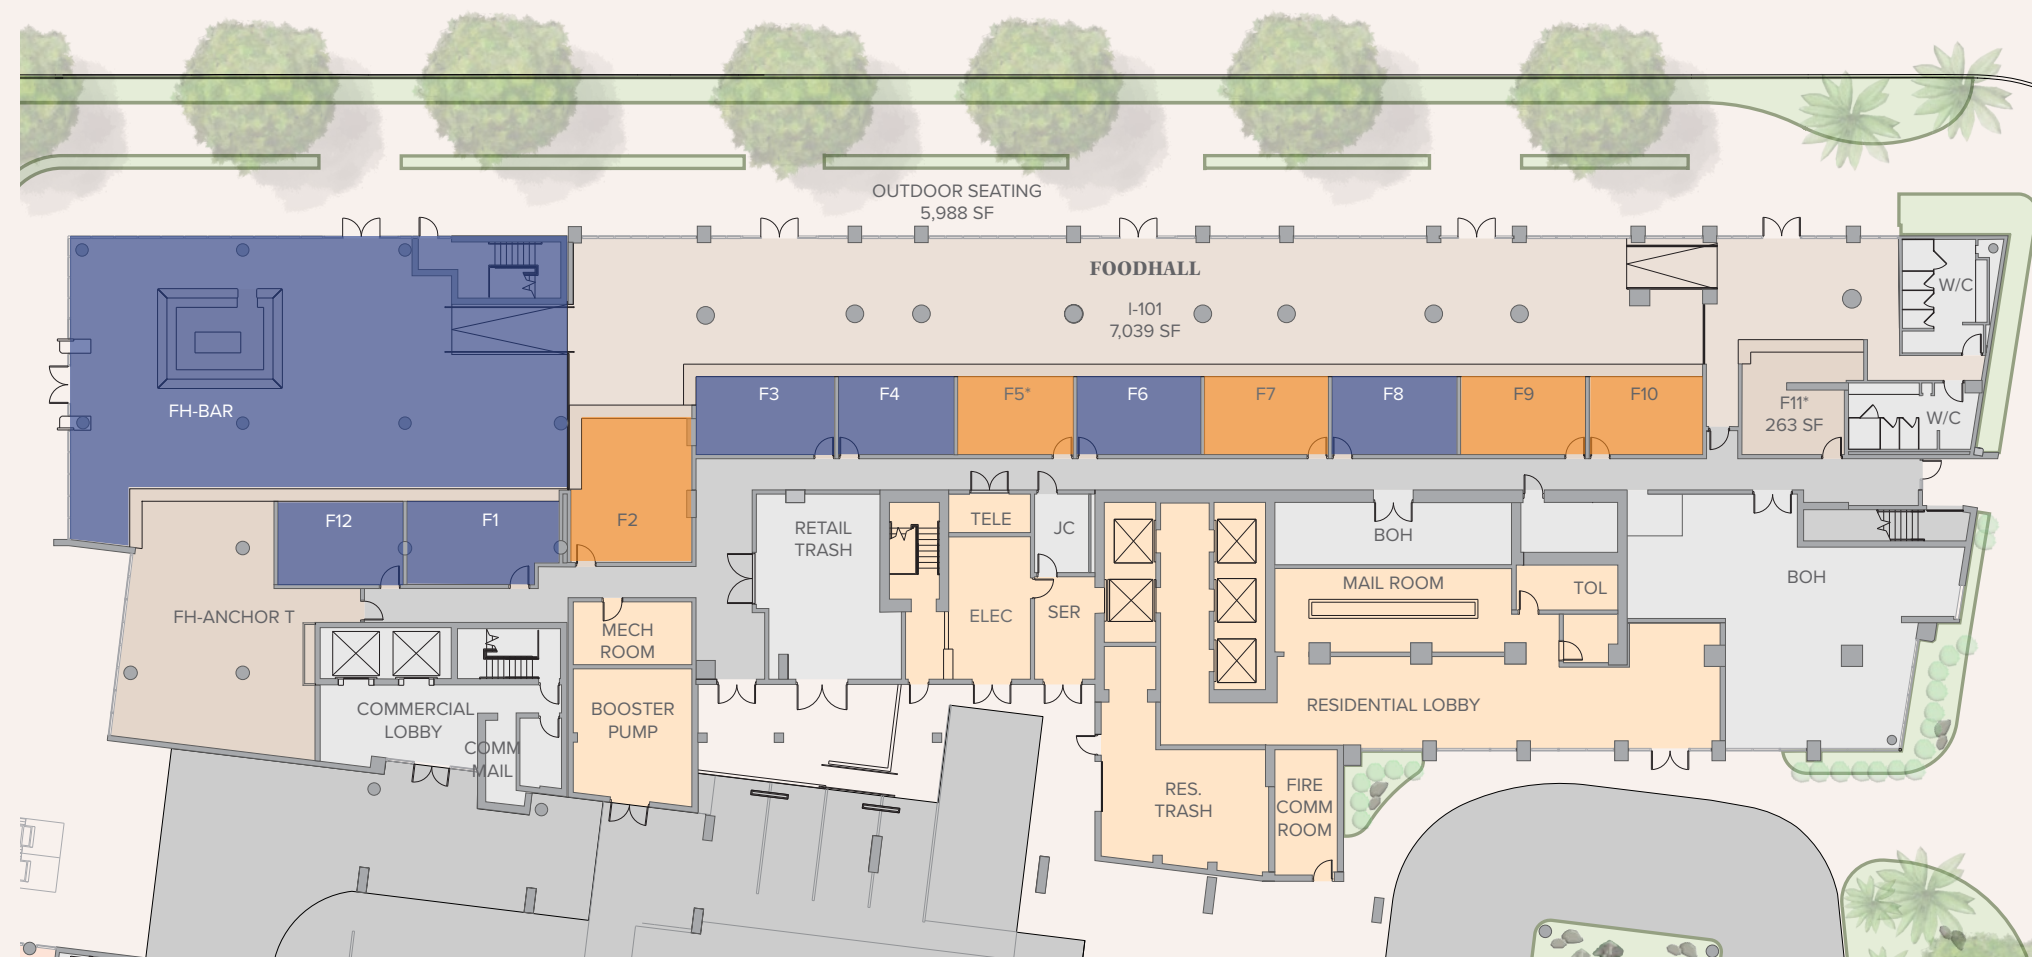 OUTDOOR SEATING
5,988 SF
FOODHALL
I-101
7,039 SF
W/C
FH-BAR
F3
F4
F5*
F6
F7
F8
F9
F10
F11*
263 SF
W/C
F12
F1
F2
RETAIL
TRASH
TELE
JC
BOH
BOH
MAIL ROOM
TOL
FH-ANCHOR T
ELEC
SER
MECH
ROOM
COMMERCIAL
LOBBY
COMM
MAIL
BOOSTER
PUMP
RESIDENTIAL LOBBY
RES.
TRASH
FIRE
COMM
ROOM